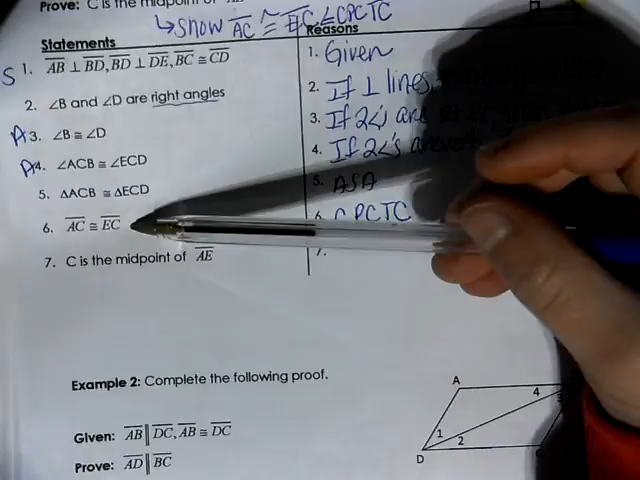 Prove: C is the midpoint of
↳show AC ≅ EC ∠CPCTC
Statements
Reasons
S 1. AB ⊥ BD, BD ⊥ DE, BC ≅ CD
1. Given
2. ∠B and ∠D are right angles
2. If ⊥ lines,
A 3. ∠B ≅ ∠D
3. If 2∠'s are
A 4. ∠ACB ≅ ∠ECD
4. If 2∠'s are
5. ΔACB ≅ ΔECD
5. ASA
6. AC ≅ EC
6. CPCTC
7. C is the midpoint of AE
7.
Example 2: Complete the following proof.
Given: AB ∥ DC, AB ≅ DC
Prove: AD ∥ BC
A
4
3
1
2
D